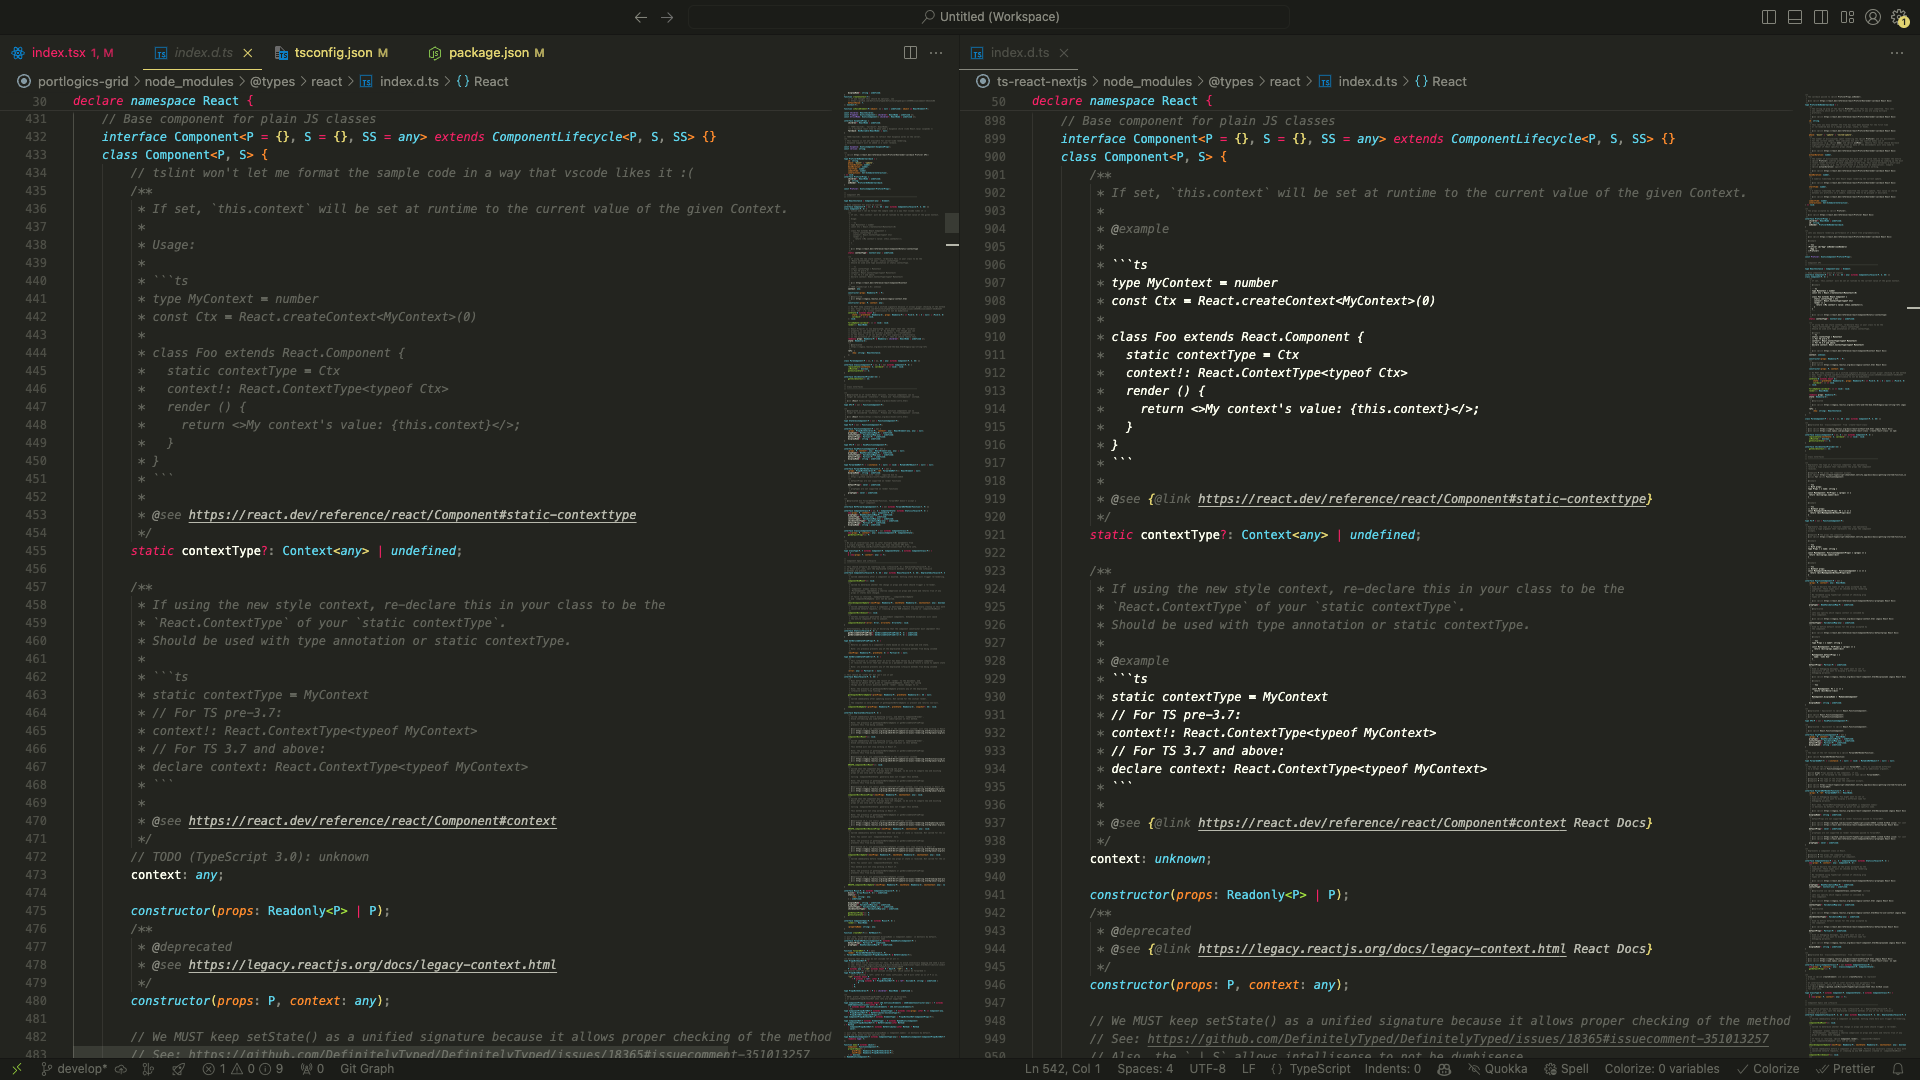 Untitled (Workspace)
index.tsx 1, M
index.d.ts
tsconfig.json M
package.json M
portlogics-grid > node_modules > @types > react > index.d.ts > {} React
30 declare namespace React {
431 // Base component for plain JS classes
432 interface Component<P = {}, S = {}, SS = any> extends ComponentLifecycle<P, S, SS> {}
433 class Component<P, S> {
434 // tslint won't let me format the sample code in a way that vscode likes it :(
435 /**
436 * If set, `this.context` will be set at runtime to the current value of the given Context.
437 *
438 * Usage:
439 *
440 * ```ts
441 * type MyContext = number
442 * const Ctx = React.createContext<MyContext>(0)
443 *
444 * class Foo extends React.Component {
445 *   static contextType = Ctx
446 *   context!: React.ContextType<typeof Ctx>
447 *   render () {
448 *     return <>My context's value: {this.context}</>;
449 *   }
450 * }
451 * ```
452 *
453 * @see https://react.dev/reference/react/Component#static-contexttype
454 */
455 static contextType?: Context<any> | undefined;
456
457 /**
458 * If using the new style context, re-declare this in your class to be the
459 * `React.ContextType` of your `static contextType`.
460 * Should be used with type annotation or static contextType.
461 *
462 * ```ts
463 * static contextType = MyContext
464 * // For TS pre-3.7:
465 * context!: React.ContextType<typeof MyContext>
466 * // For TS 3.7 and above:
467 * declare context: React.ContextType<typeof MyContext>
468 * ```
469 *
470 * @see https://react.dev/reference/react/Component#context
471 */
472 // TODO (TypeScript 3.0): unknown
473 context: any;
474
475 constructor(props: Readonly<P> | P);
476 /**
477 * @deprecated
478 * @see https://legacy.reactjs.org/docs/legacy-context.html
479 */
480 constructor(props: P, context: any);
481
482 // We MUST keep setState() as a unified signature because it allows proper checking of the method
483 // See: https://github.com/DefinitelyTyped/DefinitelyTyped/issues/18365#issuecomment-351013257
index.d.ts
ts-react-nextjs > node_modules > @types > react > index.d.ts > {} React
50 declare namespace React {
898 // Base component for plain JS classes
899 interface Component<P = {}, S = {}, SS = any> extends ComponentLifecycle<P, S, SS> {}
900 class Component<P, S> {
901 /**
902 * If set, `this.context` will be set at runtime to the current value of the given Context.
903 *
904 * @example
905 *
906 * ```ts
907 * type MyContext = number
908 * const Ctx = React.createContext<MyContext>(0)
909 *
910 * class Foo extends React.Component {
911 *   static contextType = Ctx
912 *   context!: React.ContextType<typeof Ctx>
913 *   render () {
914 *     return <>My context's value: {this.context}</>;
915 *   }
916 * }
917 * ```
918 *
919 * @see {@link https://react.dev/reference/react/Component#static-contexttype}
920 */
921 static contextType?: Context<any> | undefined;
922
923 /**
924 * If using the new style context, re-declare this in your class to be the
925 * `React.ContextType` of your `static contextType`.
926 * Should be used with type annotation or static contextType.
927 *
928 * @example
929 * ```ts
930 * static contextType = MyContext
931 * // For TS pre-3.7:
932 * context!: React.ContextType<typeof MyContext>
933 * // For TS 3.7 and above:
934 * declare context: React.ContextType<typeof MyContext>
935 * ```
936 *
937 * @see {@link https://react.dev/reference/react/Component#context React Docs}
938 */
939 context: unknown;
940
941 constructor(props: Readonly<P> | P);
942 /**
943 * @deprecated
944 * @see {@link https://legacy.reactjs.org/docs/legacy-context.html React Docs}
945 */
946 constructor(props: P, context: any);
947
948 // We MUST keep setState() as a unified signature because it allows proper checking of the method
949 // See: https://github.com/DefinitelyTyped/DefinitelyTyped/issues/18365#issuecomment-351013257
950 // Also, the `| S` allows intellisense to not be dumbisense
develop* 1 0 9 0 Git Graph
Ln 542, Col 1 Spaces: 4 UTF-8 LF {} TypeScript Indents: 0 Quokka Spell Colorize: 0 variables Colorize Prettier